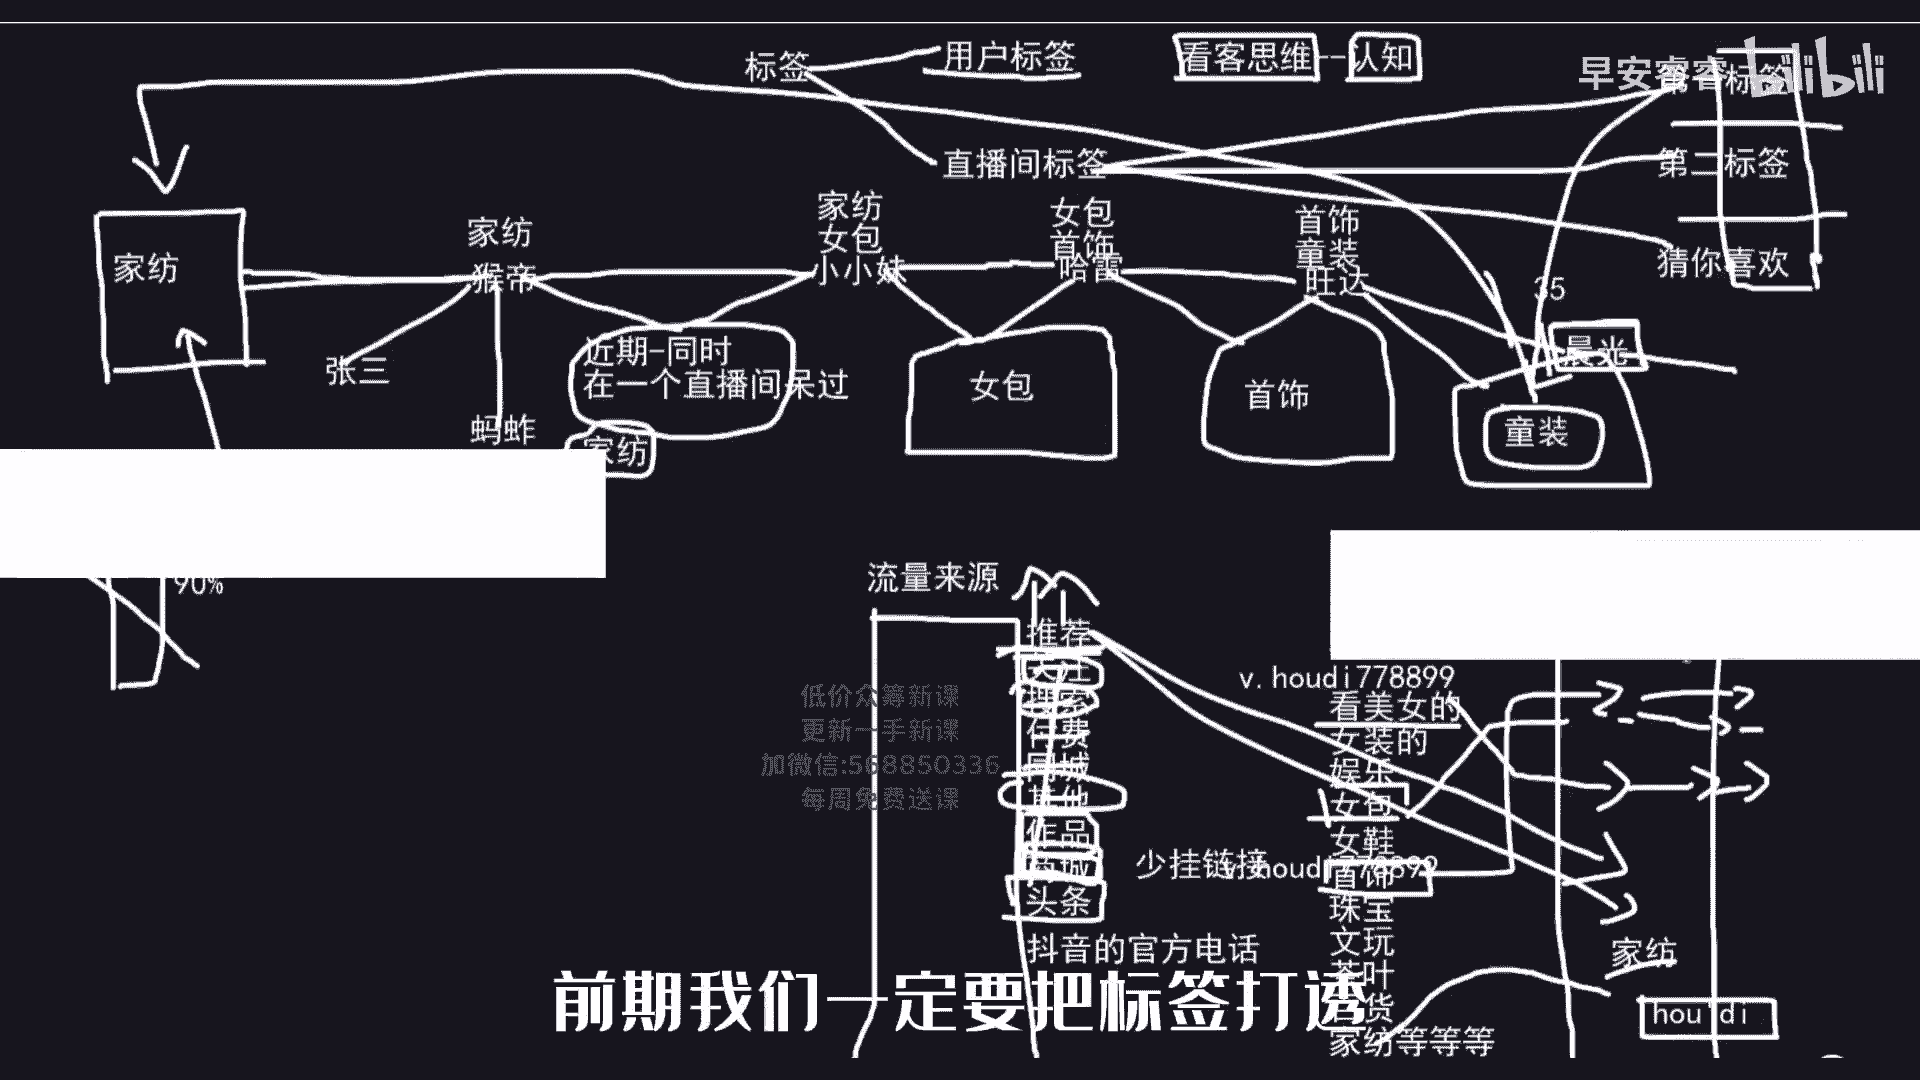 标签
用户标签
看客思维--认知
早安睿睿
bilibili
标签
直播间标签
第二标签
猜你喜欢
家纺
家纺
猴帝
家纺
女包
小小妹
女包
首饰
哈雷
首饰
童装
旺达
35
晨光
张三
近期-同时
在一个直播间呆过
蚂蚱
家纺
女包
首饰
童装
90%
流量来源
推荐
关注
搜索
付费
同城
其他
作品
商城
头条
抖音的官方电话
低价众筹新课
更新一手新课
加微信:568850336
每周免费送课
少挂链接
v.houdi778899
v.houdi778899
看美女的
女装的
娱乐
女包
女鞋
首饰
珠宝
文玩
茶叶
家纺等等等
家纺
houdi
前期我们一定要把标签打透